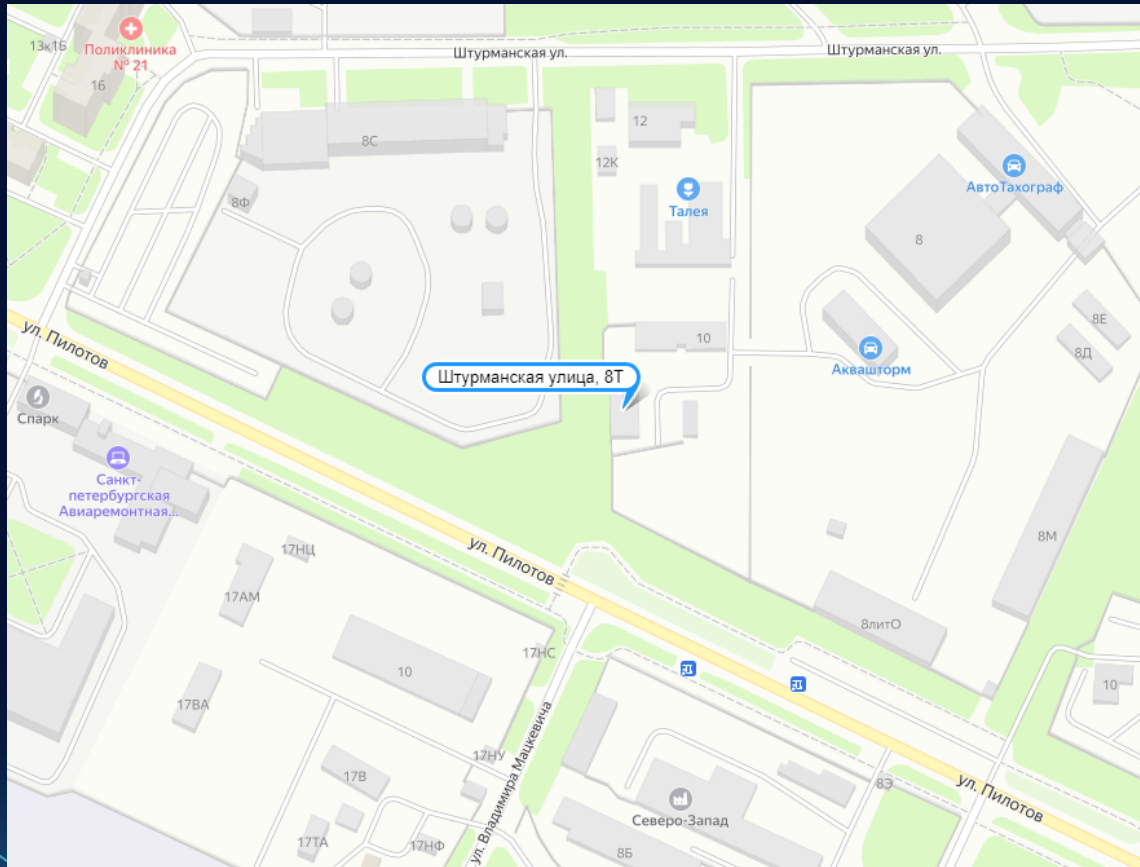 13к1Б
Поликлиника
№ 21
16
Штурманская ул.
Штурманская ул.
8С
12
12К
8Ф
Талея
АвтоТахограф
8
8Е
8Д
10
Аквашторм
ул. Пилотов
Штурманская улица, 8Т
Спарк
Санкт-
петербургская
Авиаремонтная...
8М
ул. Пилотов
17НЦ
17АМ
8литО
17НС
10
10
17ВА
ул. Владимира Мацкевича
17НУ
17В
8Э
ул. Пилотов
Северо-Запад
17ТА
17НФ
8Б